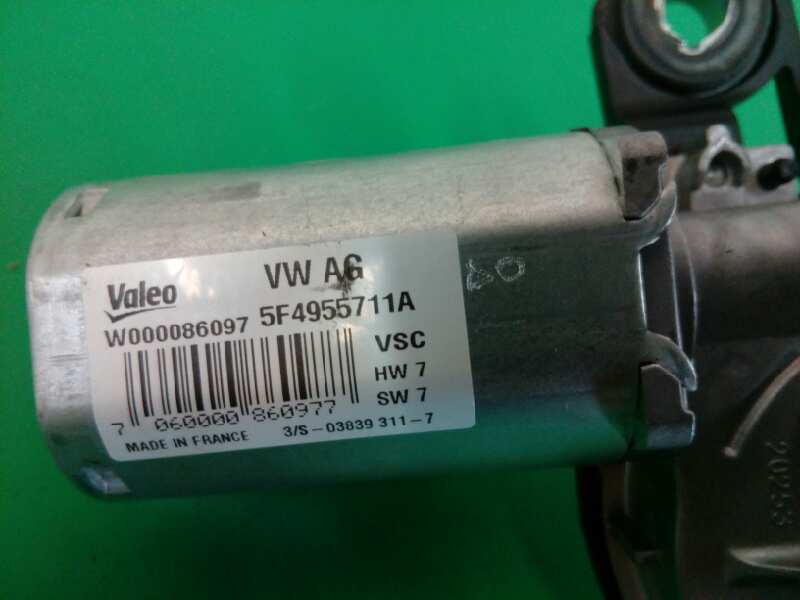 Valeo VW AG
W000086097 5F4955711A
VSC
HW 7
SW 7
7 060000 860977
MADE IN FRANCE 3/S-03839 311-7